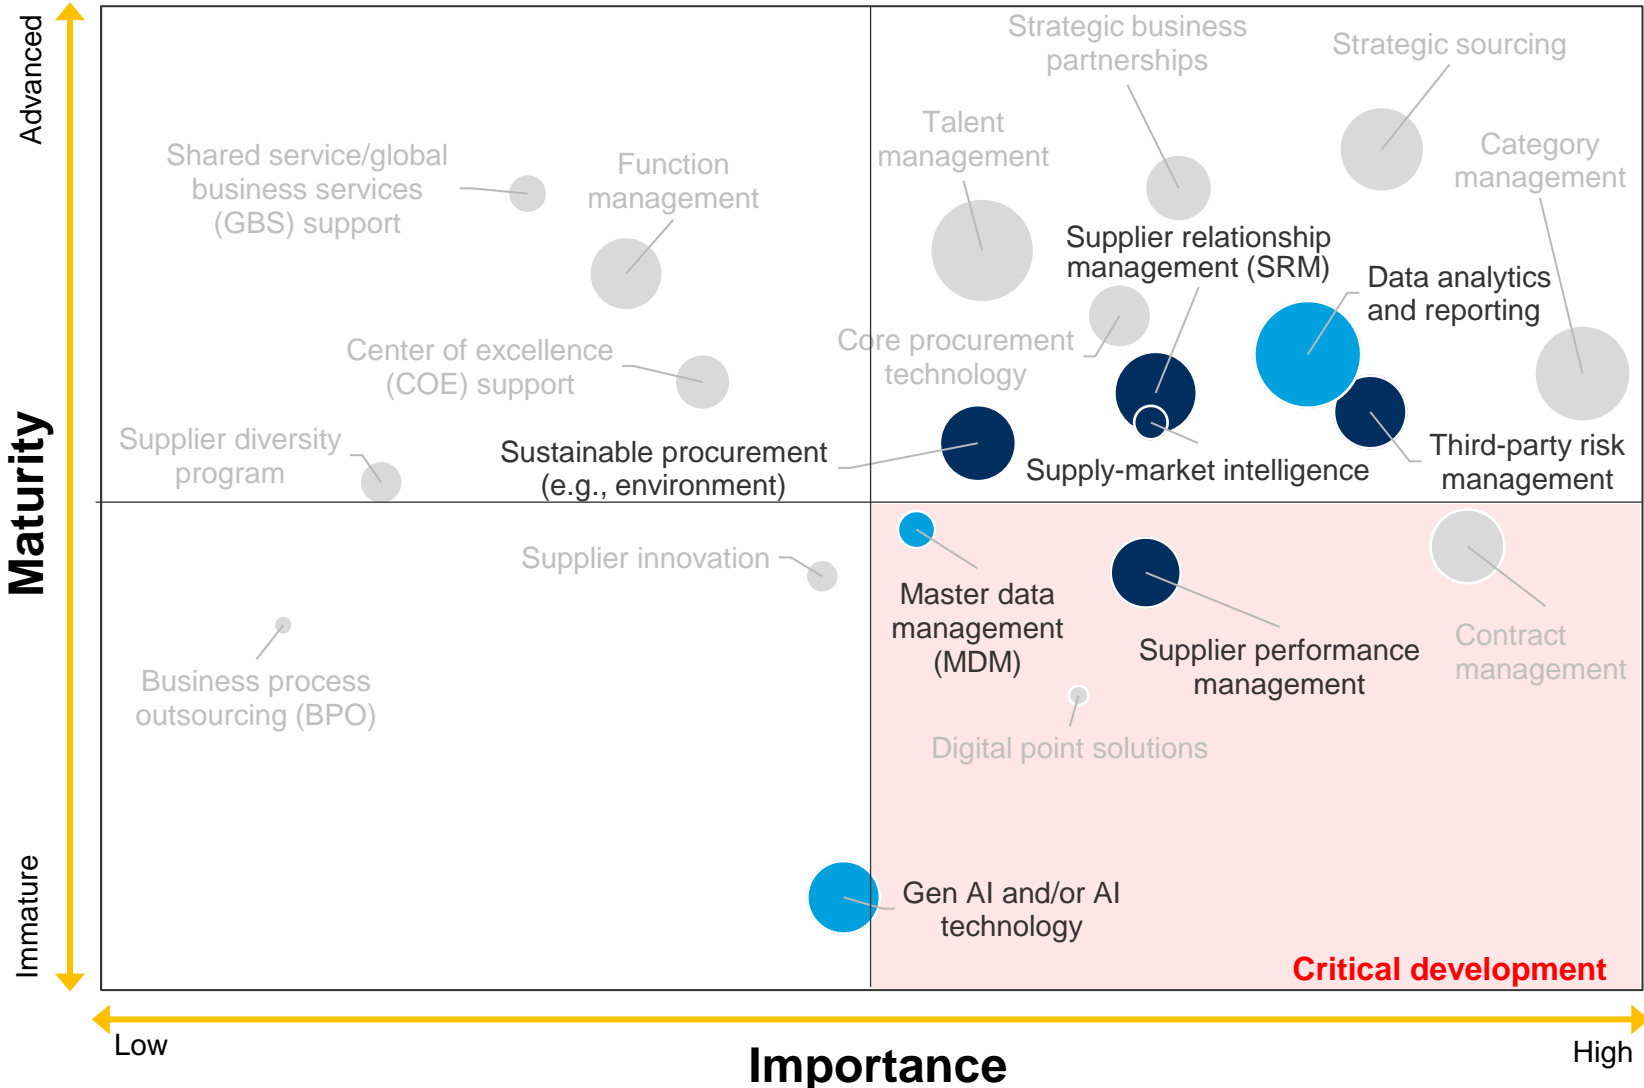 Advanced
Strategic business
partnerships
Strategic sourcing
Talent
management
Category
management
Shared service/global
business services
(GBS) support
Function
management
Supplier relationship
management (SRM)
Data analytics
and reporting
Core procurement
technology
Center of excellence
(COE) support
Supplier diversity
program
Sustainable procurement
(e.g., environment)
Supply-market intelligence
Third-party risk
management
Maturity
Supplier innovation
Master data
management
(MDM)
Supplier performance
management
Contract
management
Business process
outsourcing (BPO)
Digital point solutions
Gen AI and/or AI
technology
Immature
Critical development
Low
Importance
High